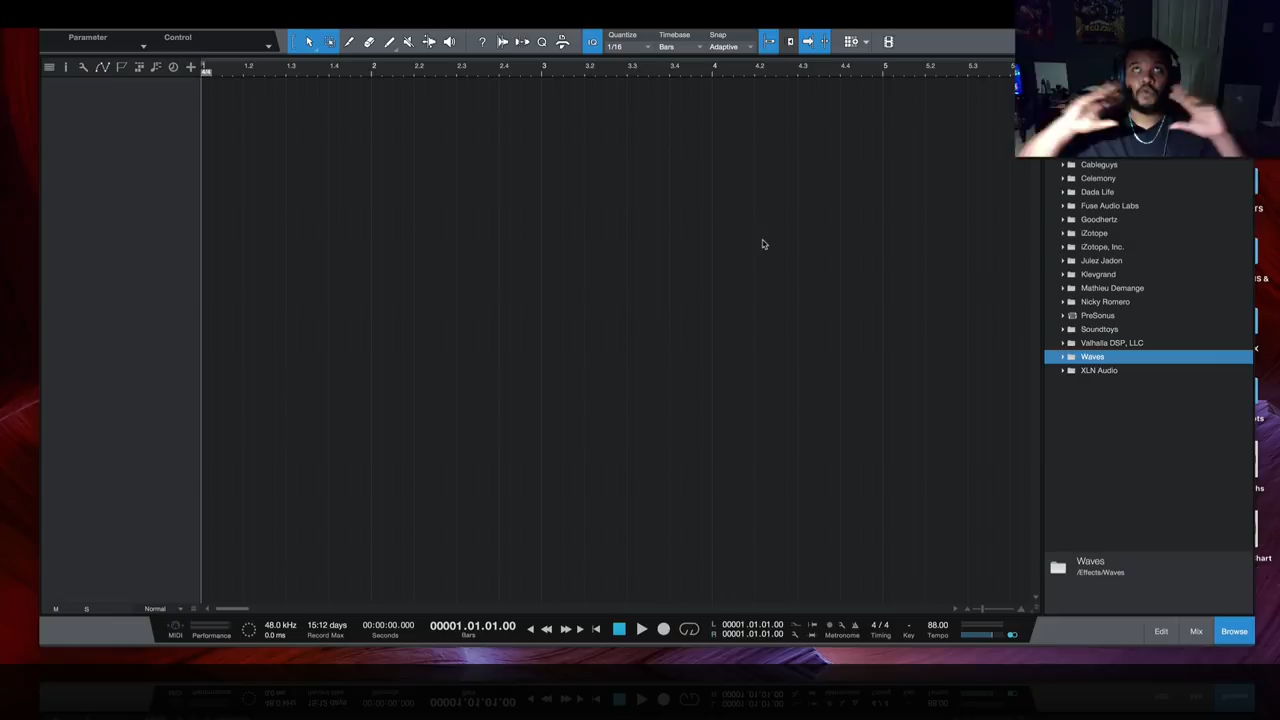 Parameter
Control
Quantize
Timebase
Snap
1/16
Bars
Adaptive
IQ
1.2 1.3 1.4 2 2.2 2.3 2.4 3 3.2 3.3 3.4 4 4.2 4.3 4.4 5 5.2 5.3
4/4
Cableguys
Celemony
Dada Life
Fuse Audio Labs
Goodhertz
iZotope
iZotope, Inc.
Julez Jadon
Klevgrand
Mathieu Demange
Nicky Romero
PreSonus
Soundtoys
Valhalla DSP, LLC
Waves
XLN Audio
Waves
/Effects/Waves
M S Normal
MIDI
Performance
48.0 kHz
0.0 ms
15:12 days
Record Max
00:00:00.000
Seconds
00001.01.01.00
Bars
L 00001.01.01.00
R 00001.01.01.00
Metronome
4 / 4
Timing
-
Key
88.00
Tempo
Edit
Mix
Browse